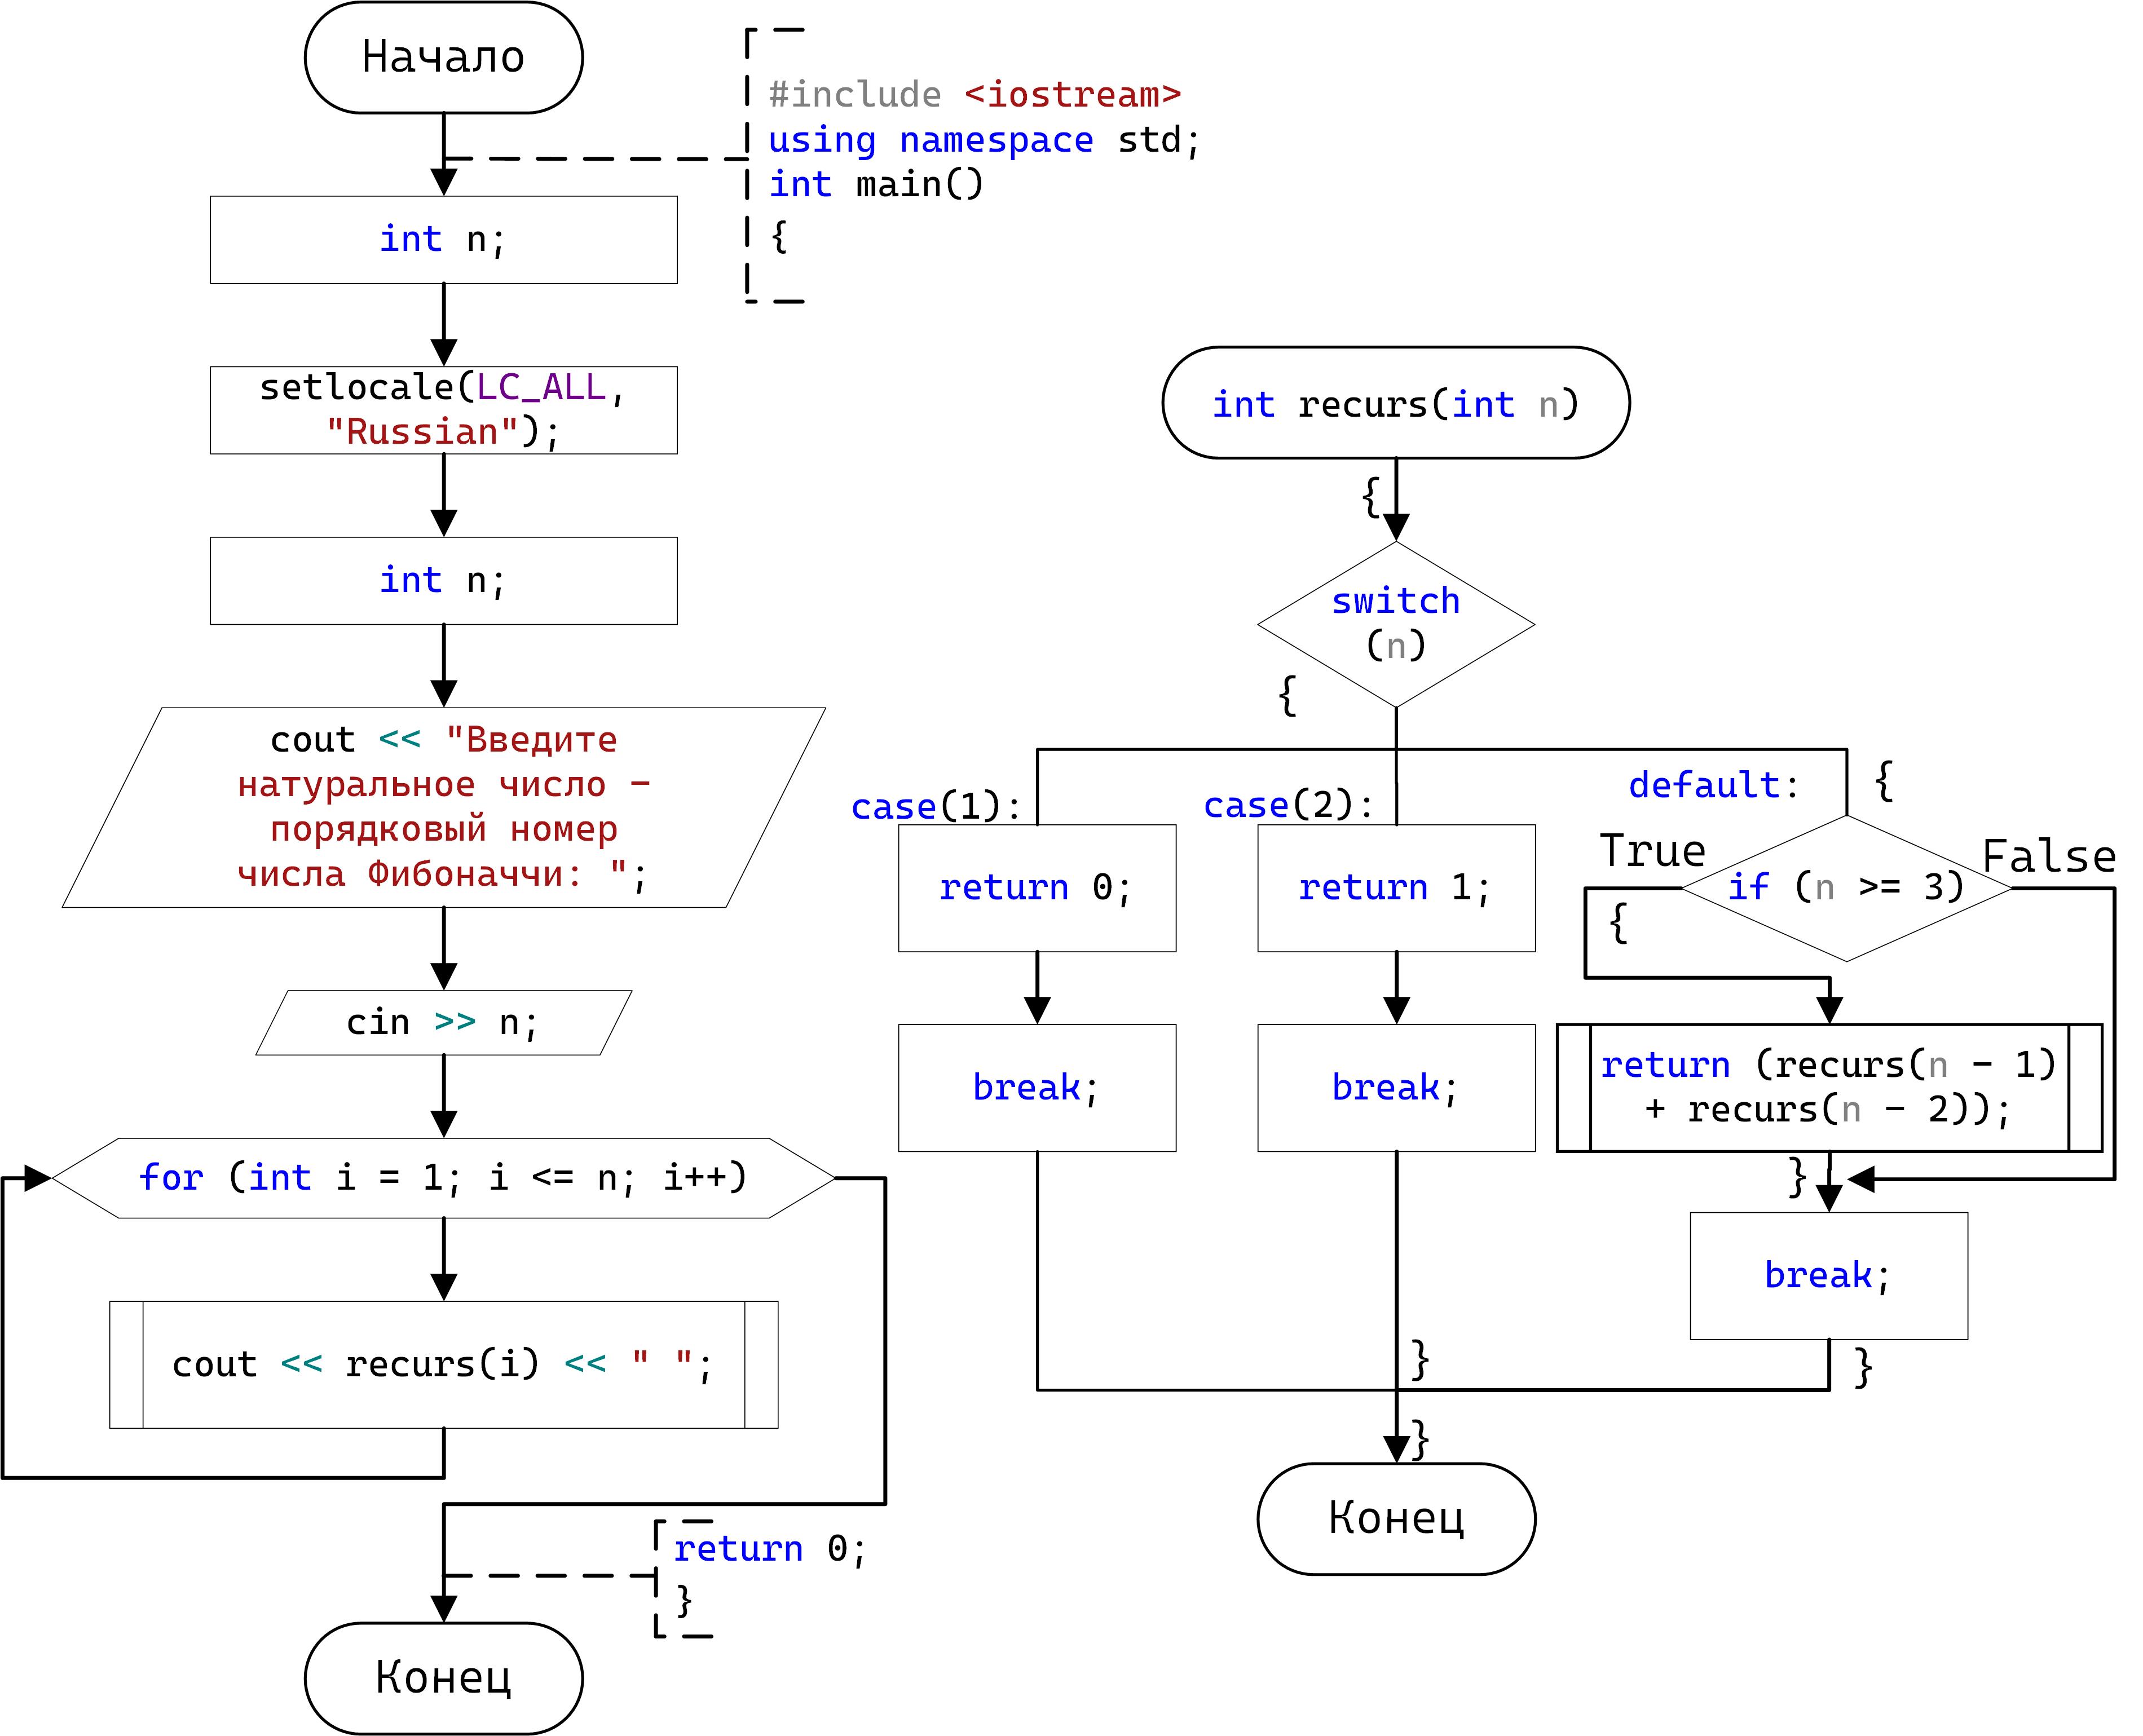 Начало
#include <iostream>
using namespace std;
int main()
{
int n;
setlocale(LC_ALL,
"Russian");
int n;
cout << "Введите
натуральное число −
порядковый номер
числа Фибоначчи: ";
cin >> n;
for (int i = 1; i <= n; i++)
cout << recurs(i) << " ";
return 0;
}
Конец
int recurs(int n)
{
switch
(n)
{
case(1):
return 0;
break;
case(2):
return 1;
break;
default:
{
True
False
if (n >= 3)
{
return (recurs(n − 1)
+ recurs(n − 2));
}
break;
}
}
}
Конец